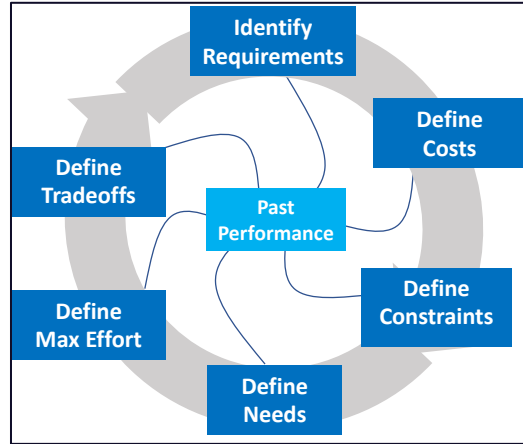 Identify
Requirements
Define
Costs
Define
Tradeoffs
Past
Performance
Define
Constraints
Define
Max Effort
Define
Needs